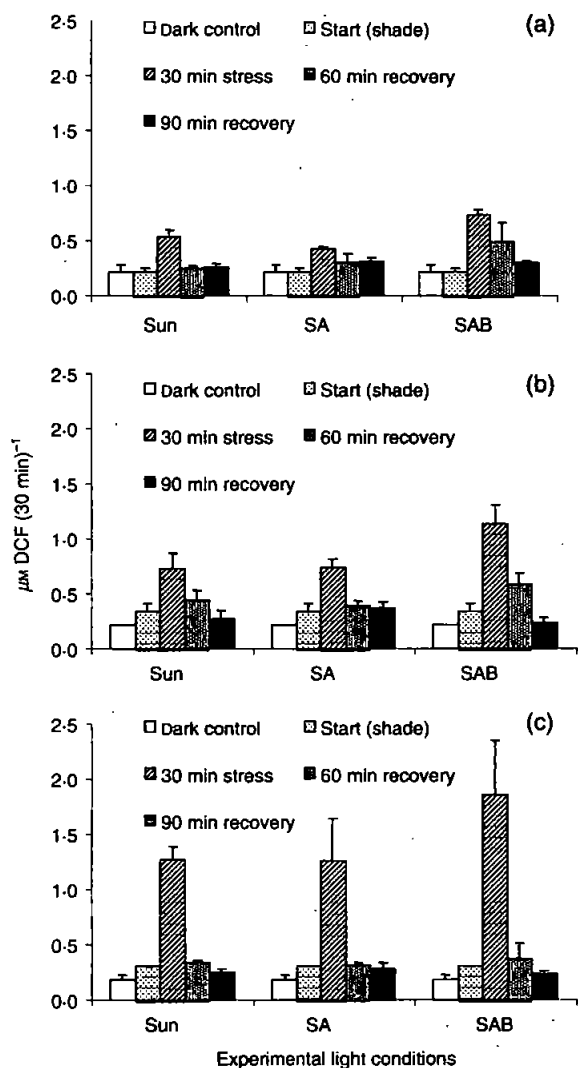 2·5
(a)
Dark control
Start (shade)
2·0
30 min stress
60 min recovery
1·5
90 min recovery
1·0
0·5
0·0
Sun
SA
SAB
2·5
(b)
Dark control
Start (shade)
2·0
30 min stress
60 min recovery
1·5
90 min recovery
1·0
0·5
0·0
Sun
SA
SAB
μM DCF (30 min)⁻¹
2·5
(c)
Dark control
Start (shade)
2·0
30 min stress
60 min recovery
1·5
90 min recovery
1·0
0·5
0·0
Sun
SA
SAB
Experimental light conditions